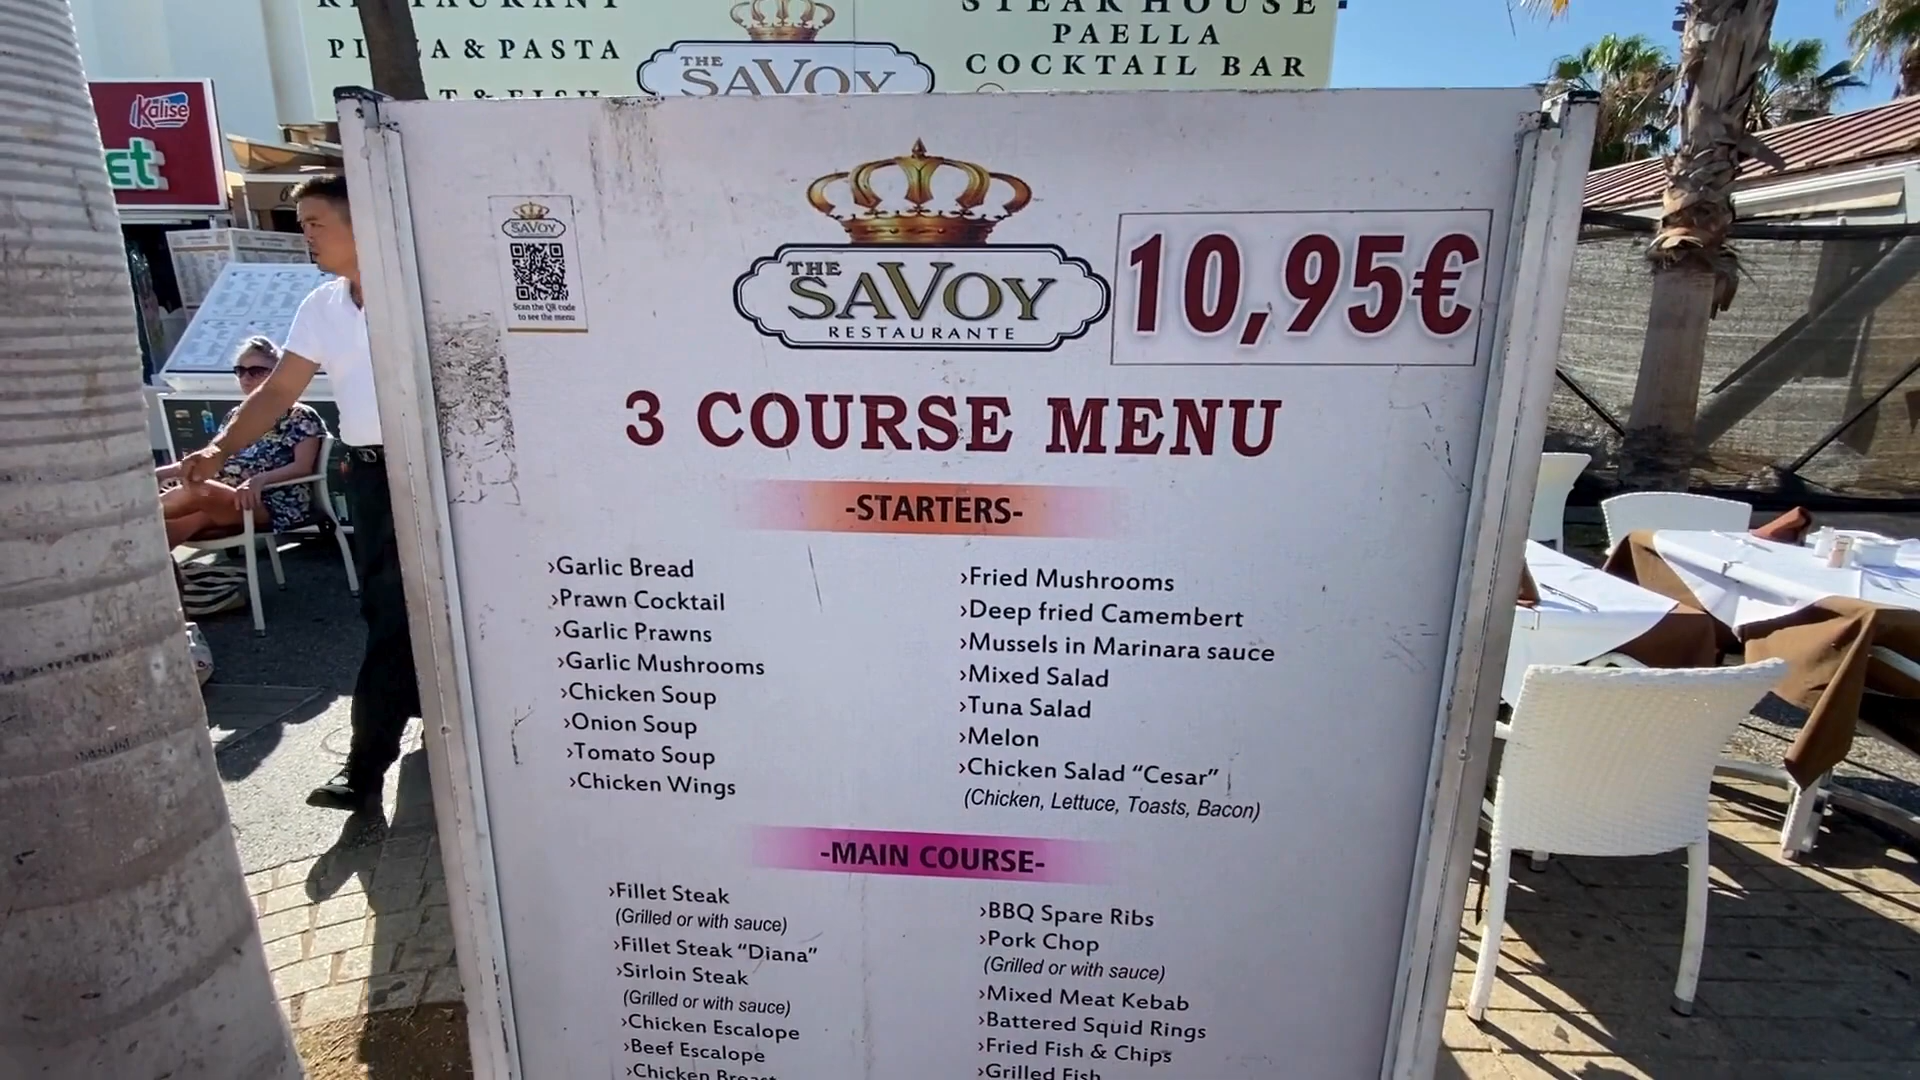 RESTAURANT
PIZZA & PASTA
THE
SAVOY
STEAK HOUSE
PAELLA
COCKTAIL BAR
Kalise
SAVOY
Scan the QR code
to see the menu
THE
SAVOY
RESTAURANTE
10,95€
3 COURSE MENU
-STARTERS-
›Garlic Bread
›Prawn Cocktail
›Garlic Prawns
›Garlic Mushrooms
›Chicken Soup
›Onion Soup
›Tomato Soup
›Chicken Wings
›Fried Mushrooms
›Deep fried Camembert
›Mussels in Marinara sauce
›Mixed Salad
›Tuna Salad
›Melon
›Chicken Salad “Cesar”
(Chicken, Lettuce, Toasts, Bacon)
-MAIN COURSE-
›Fillet Steak
(Grilled or with sauce)
›Fillet Steak “Diana”
›Sirloin Steak
(Grilled or with sauce)
›Chicken Escalope
›Beef Escalope
›Chicken Breast
›BBQ Spare Ribs
›Pork Chop
(Grilled or with sauce)
›Mixed Meat Kebab
›Battered Squid Rings
›Fried Fish & Chips
›Grilled Fish